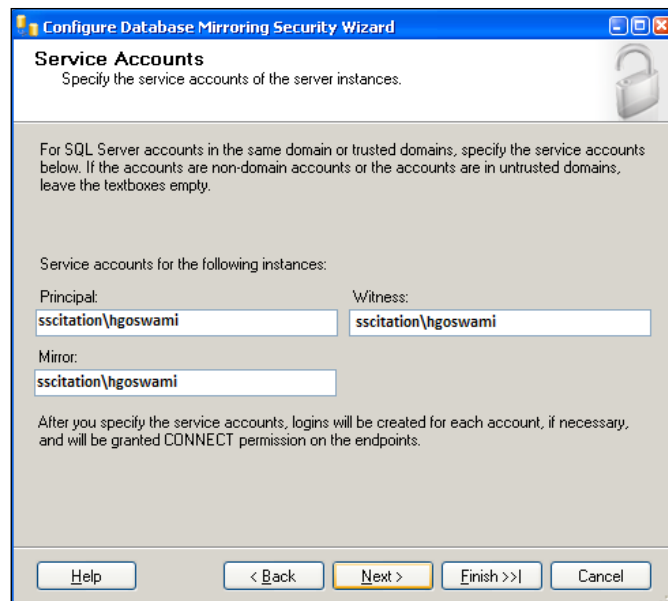 Configure Database Mirroring Security Wizard
Service Accounts
Specify the service accounts of the server instances.
For SQL Server accounts in the same domain or trusted domains, specify the service accounts
below. If the accounts are non-domain accounts or the accounts are in untrusted domains,
leave the textboxes empty.
Service accounts for the following instances:
Principal:
Witness:
sscitation\hgoswami
sscitation\hgoswami
Mirror:
sscitation\hgoswami
After you specify the service accounts, logins will be created for each account, if necessary,
and will be granted CONNECT permission on the endpoints.
Help
< Back
Next >
Finish >>|
Cancel